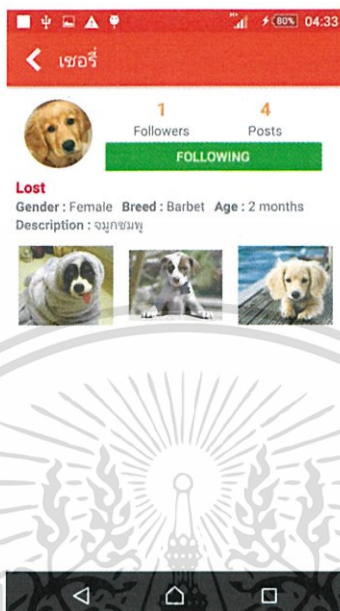 80% 04:33
เชอรี่
1 4
Followers Posts
FOLLOWING
Lost
Gender : Female Breed : Barbet Age : 2 months
Description : จมูกชมพู